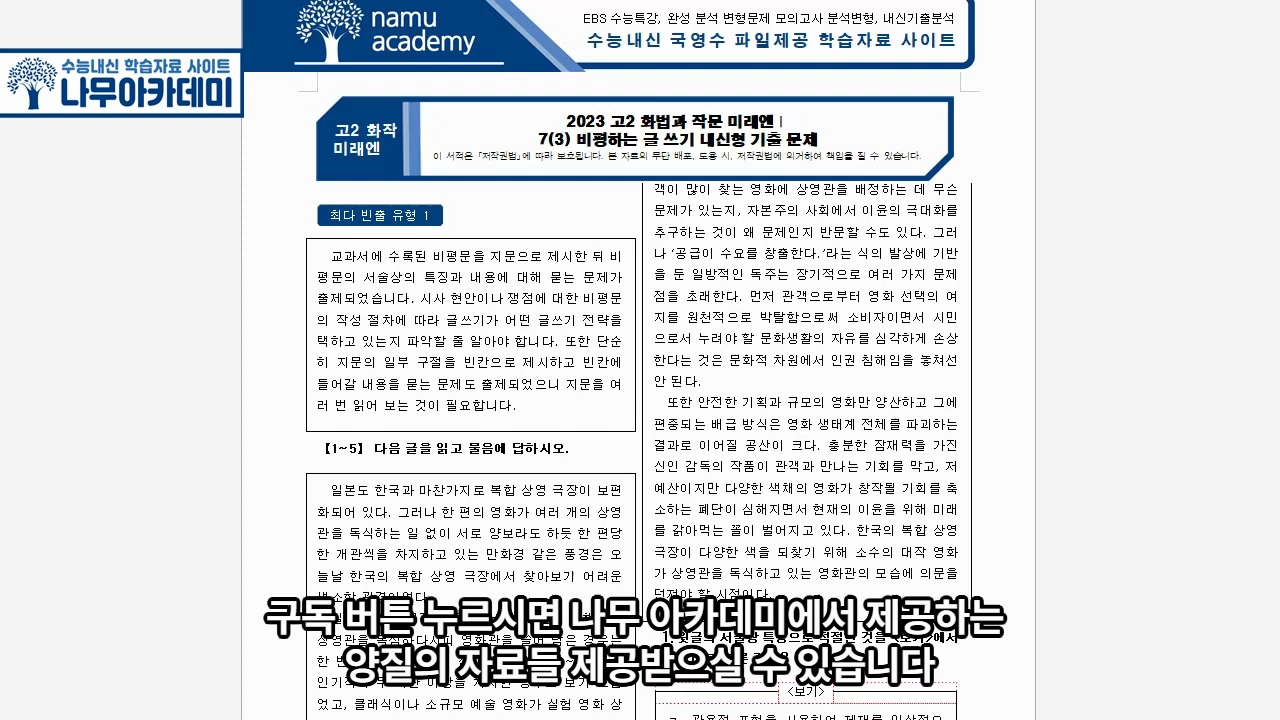 namu
academy
EBS 수능특강, 완성 분석 변형문제 모의고사 분석변형, 내신기출분석
수능내신 국영수 파일제공 학습자료 사이트
수능내신 학습자료 사이트
나무아카데미
고2 화작
미래엔
2023 고2 화법과 작문 미래엔
7(3) 비평하는 글 쓰기 내신형 기출 문제
이 서적은 「저작권법」에 따라 보호됩니다. 본 자료의 무단 배포, 도용 시, 저작권법에 의거하여 책임을 질 수 있습니다.
최다 빈출 유형 1
교과서에 수록된 비평문을 지문으로 제시한 뒤 비
평문의 서술상의 특징과 내용에 대해 묻는 문제가
출제되었습니다. 시사 현안이나 쟁점에 대한 비평문
의 작성 절차에 따라 글쓰기가 어떤 글쓰기 전략을
택하고 있는지 파악할 줄 알아야 합니다. 또한 단순
히 지문의 일부 구절을 빈칸으로 제시하고 빈칸에
들어갈 내용을 묻는 문제도 출제되었으니 지문을 여
러 번 읽어 보는 것이 필요합니다.
【1~5】 다음 글을 읽고 물음에 답하시오.
일본도 한국과 마찬가지로 복합 상영 극장이 보편
화되어 있다. 그러나 한 편의 영화가 여러 개의 상영
관을 독식하는 일 없이 서로 양보라도 하듯 한 편당
한 개관씩을 차지하고 있는 만화경 같은 풍경은 오
늘날 한국의 복합 상영 극장에서 찾아보기 어려운
었고, 클래식이나 소규모 예술 영화가 실험 영화 상
객이 많이 찾는 영화에 상영관을 배정하는 데 무슨
문제가 있는지, 자본주의 사회에서 이윤의 극대화를
추구하는 것이 왜 문제인지 반문할 수도 있다. 그러
나 '공급이 수요를 창출한다.'라는 식의 발상에 기반
을 둔 일방적인 독주는 장기적으로 여러 가지 문제
점을 초래한다. 먼저 관객으로부터 영화 선택의 여
지를 원천적으로 박탈함으로써 소비자이면서 시민
으로서 누려야 할 문화생활의 자유를 심각하게 손상
한다는 것은 문화적 차원에서 인권 침해임을 놓쳐선
안 된다.
또한 안전한 기획과 규모의 영화만 양산하고 그에
편중되는 배급 방식은 영화 생태계 전체를 파괴하는
결과로 이어질 공산이 크다. 충분한 잠재력을 가진
신인 감독의 작품이 관객과 만나는 기회를 막고, 저
예산이지만 다양한 색채의 영화가 창작될 기회를 축
소하는 폐단이 심해지면서 현재의 이윤을 위해 미래
를 갉아먹는 꼴이 벌어지고 있다. 한국의 복합 상영
극장이 다양한 색을 되찾기 위해 소수의 대작 영화
가 상영관을 독식하고 있는 영화관의 모습에 의문을
던져야 할 시점이다.
<보기>
구독 버튼 누르시면 나무 아카데미에서 제공하는
양질의 자료들 제공받으실 수 있습니다